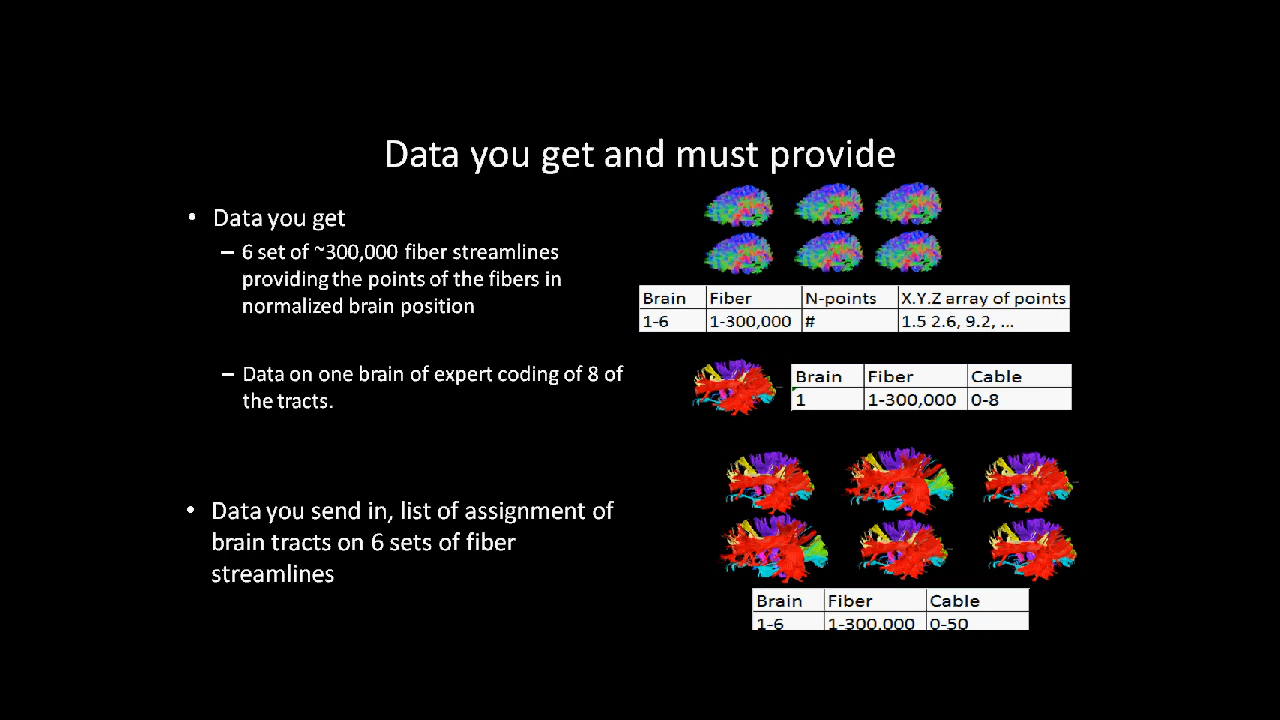 Data you get and must provide
• Data you get
– 6 set of ~300,000 fiber streamlines
providing the points of the fibers in
normalized brain position
Brain Fiber N-points X.Y.Z array of points
1-6 1-300,000 # 1.5 2.6, 9.2, ...
– Data on one brain of expert coding of 8 of
the tracts.
Brain Fiber Cable
1 1-300,000 0-8
• Data you send in, list of assignment of
brain tracts on 6 sets of fiber
streamlines
Brain Fiber Cable
1-6 1-300,000 0-50